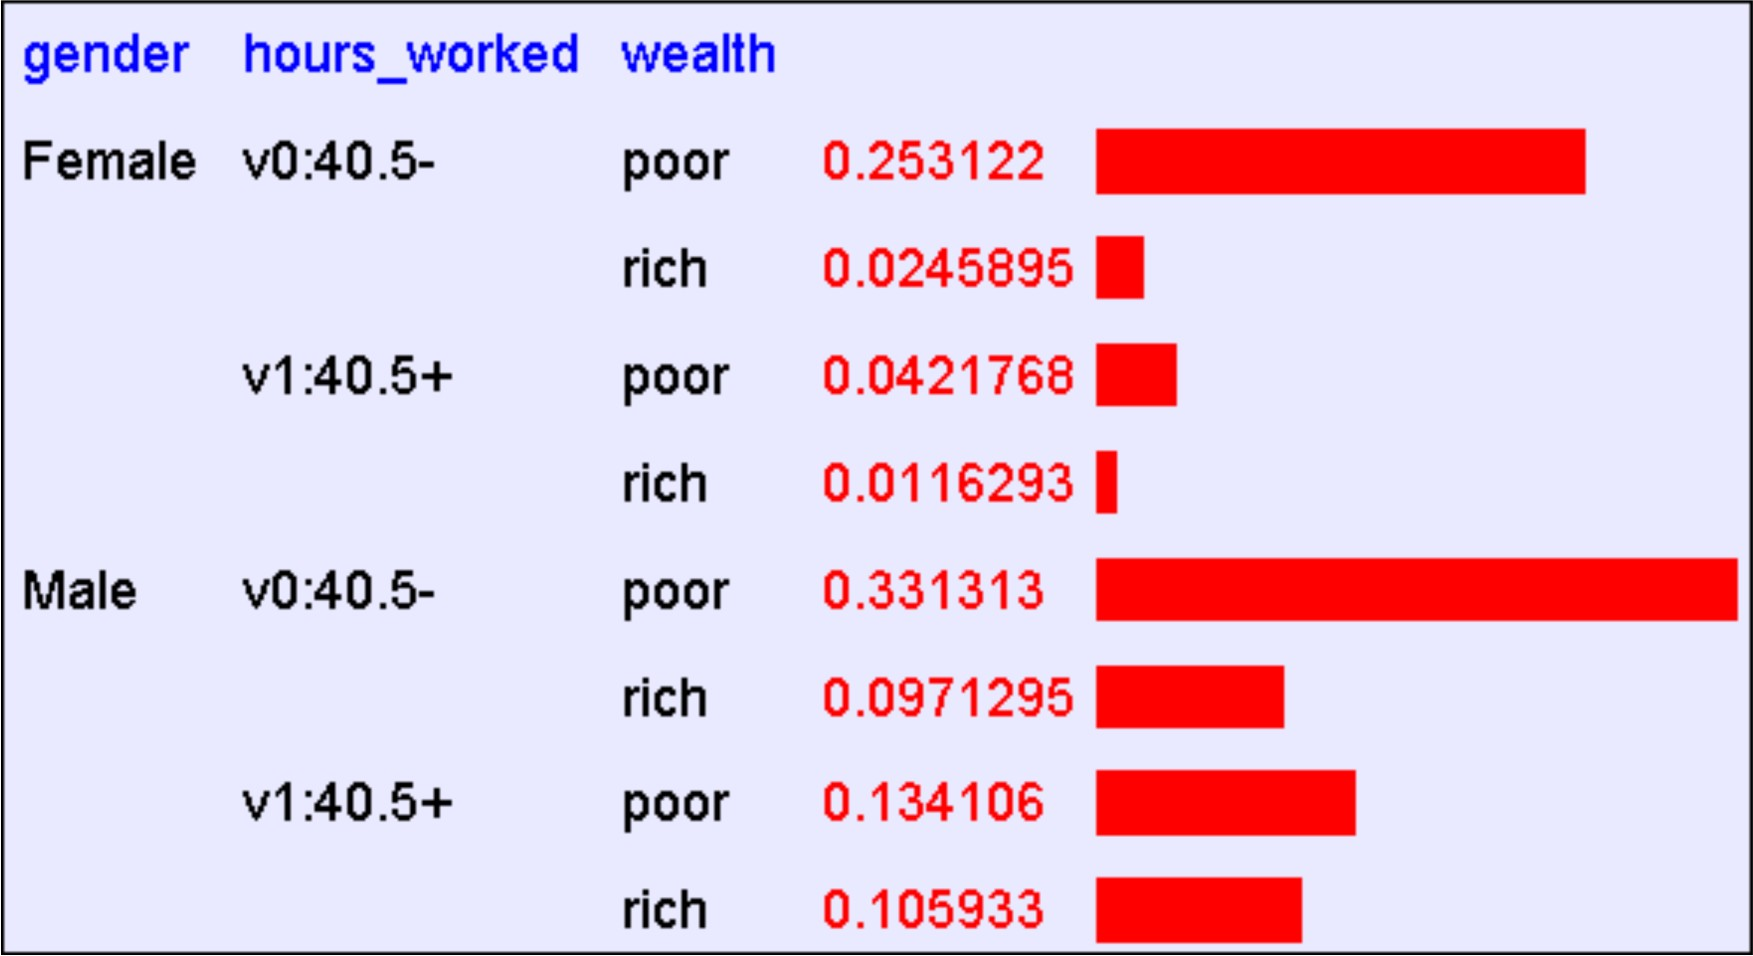 gender hours_worked wealth
Female v0:40.5- poor 0.253122
rich 0.0245895
v1:40.5+ poor 0.0421768
rich 0.0116293
Male v0:40.5- poor 0.331313
rich 0.0971295
v1:40.5+ poor 0.134106
rich 0.105933